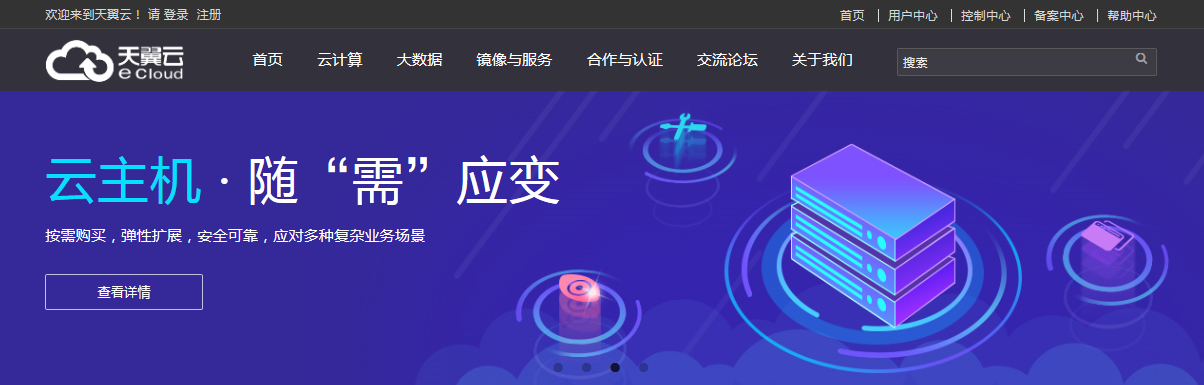 欢迎来到天翼云！ 请 登录 注册
首页 | 用户中心 | 控制中心 | 备案中心 | 帮助中心
天翼云
e Cloud
首页 云计算 大数据 镜像与服务 合作与认证 交流论坛 关于我们
搜索
云主机 · 随“需”应变
按需购买，弹性扩展，安全可靠，应对多种复杂业务场景
查看详情